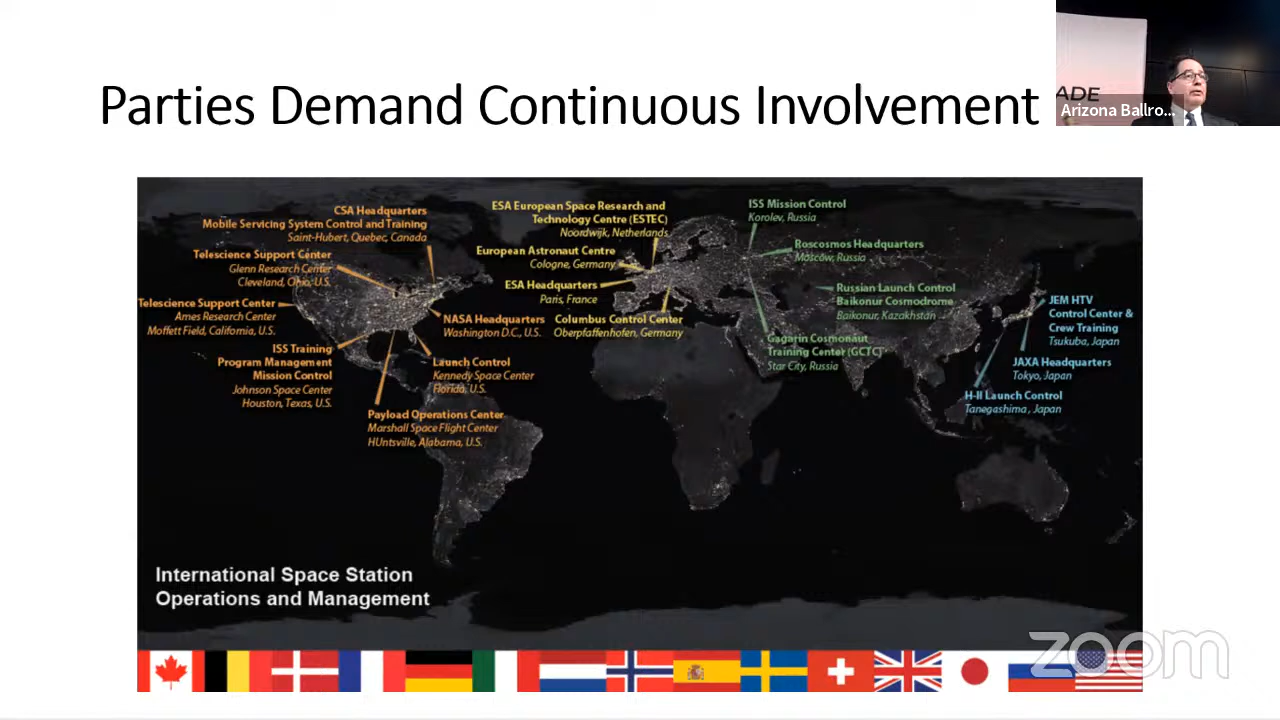 Parties Demand Continuous Involvement
ADE
Arizona Ballro...
CSA Headquarters
Mobile Servicing System Control and Training
Saint-Hubert, Quebec, Canada
Telescience Support Center
Glenn Research Center
Cleveland, Ohio, U.S.
Telescience Support Center
Ames Research Center
Moffett Field, California, U.S.
ISS Training
Program Management
Mission Control
Johnson Space Center
Houston, Texas, U.S.
NASA Headquarters
Washington D.C., U.S.
Launch Control
Kennedy Space Center
Florida, U.S.
Payload Operations Center
Marshall Space Flight Center
HUntsville, Alabama, U.S.
ESA European Space Research and
Technology Centre (ESTEC)
Noordwijk, Netherlands
European Astronaut Centre
Cologne, Germany
ESA Headquarters
Paris, France
Columbus Control Center
Oberpfaffenhofen, Germany
ISS Mission Control
Korolev, Russia
Roscosmos Headquarters
Moscow, Russia
Russian Launch Control
Baikonur Cosmodrome
Baikonur, Kazakhstan
Gagarin Cosmonaut
Training Center (GCTC)
Star City, Russia
JEM HTV
Control Center &
Crew Training
Tsukuba, Japan
JAXA Headquarters
Tokyo, Japan
H-II Launch Control
Tanegashima, Japan
International Space Station
Operations and Management
zoom